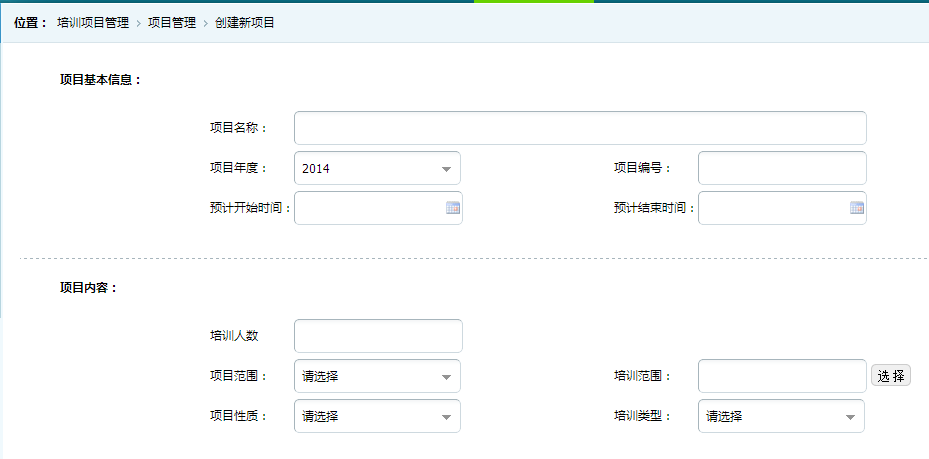 位置： 培训项目管理 › 项目管理 › 创建新项目
项目基本信息：
项目名称：
项目年度： 2014 项目编号：
预计开始时间： 预计结束时间：
项目内容：
培训人数
项目范围： 请选择 培训范围： 选择
项目性质： 请选择 培训类型： 请选择